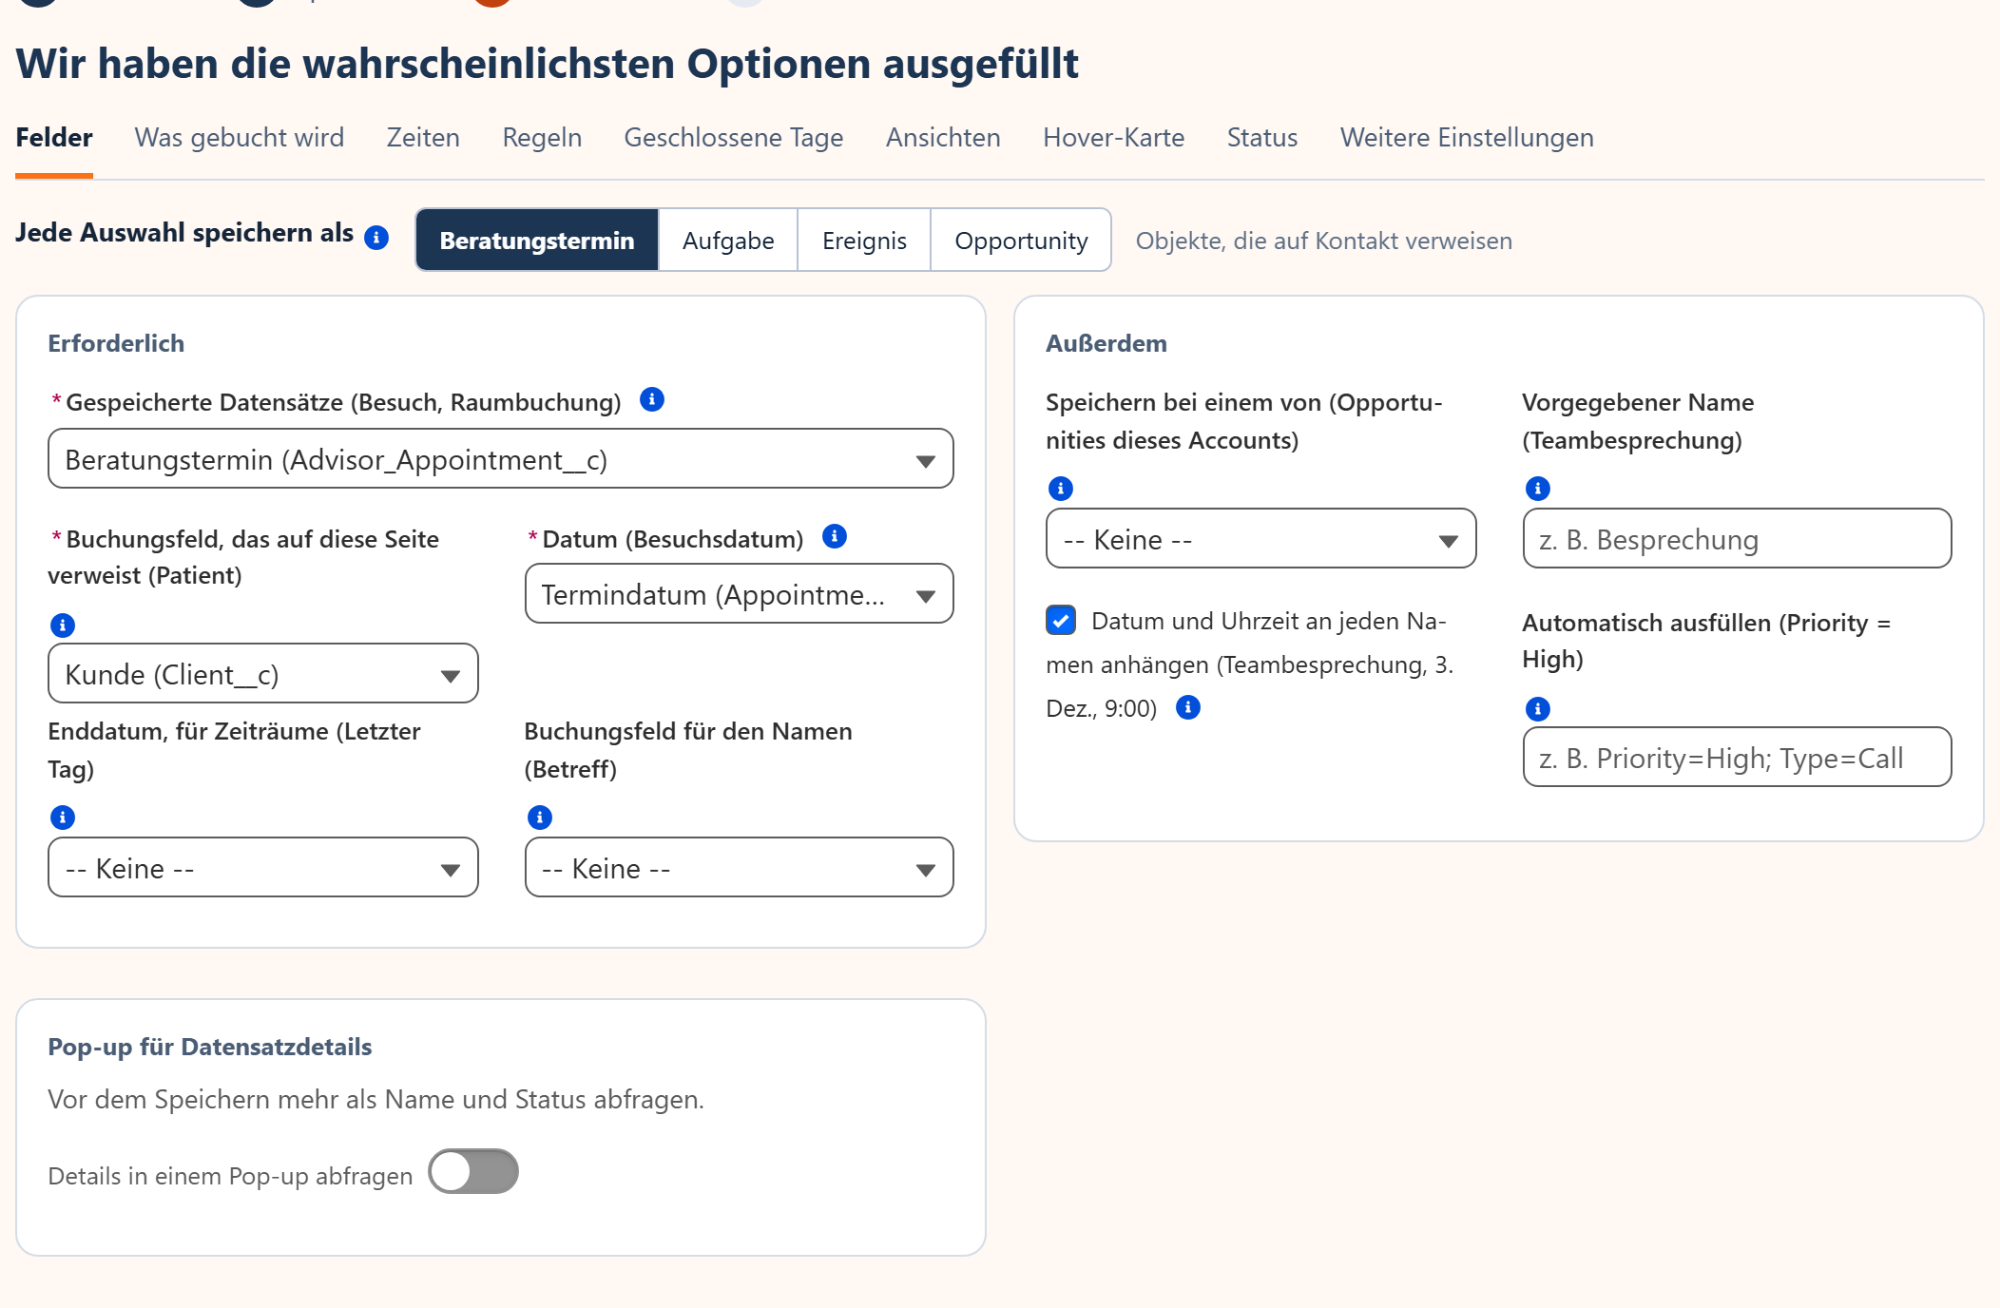 Wir haben die wahrscheinlichsten Optionen ausgefüllt
Felder Was gebucht wird Zeiten Regeln Geschlossene Tage Ansichten Hover-Karte Status Weitere Einstellungen
Jede Auswahl speichern als Beratungstermin Aufgabe Ereignis Opportunity Objekte, die auf Kontakt verweisen
Erforderlich
* Gespeicherte Datensätze (Besuch, Raumbuchung)
Beratungstermin (Advisor_Appointment__c)
* Buchungsfeld, das auf diese Seite
verweist (Patient)
Kunde (Client__c)
* Datum (Besuchsdatum)
Termindatum (Appointme...
Enddatum, für Zeiträume (Letzter
Tag)
-- Keine --
Buchungsfeld für den Namen
(Betreff)
-- Keine --
Außerdem
Speichern bei einem von (Opportu-
nities dieses Accounts)
-- Keine --
Vorgegebener Name
(Teambesprechung)
z. B. Besprechung
Datum und Uhrzeit an jeden Na-
men anhängen (Teambesprechung, 3.
Dez., 9:00)
Automatisch ausfüllen (Priority =
High)
z. B. Priority=High; Type=Call
Pop-up für Datensatzdetails
Vor dem Speichern mehr als Name und Status abfragen.
Details in einem Pop-up abfragen